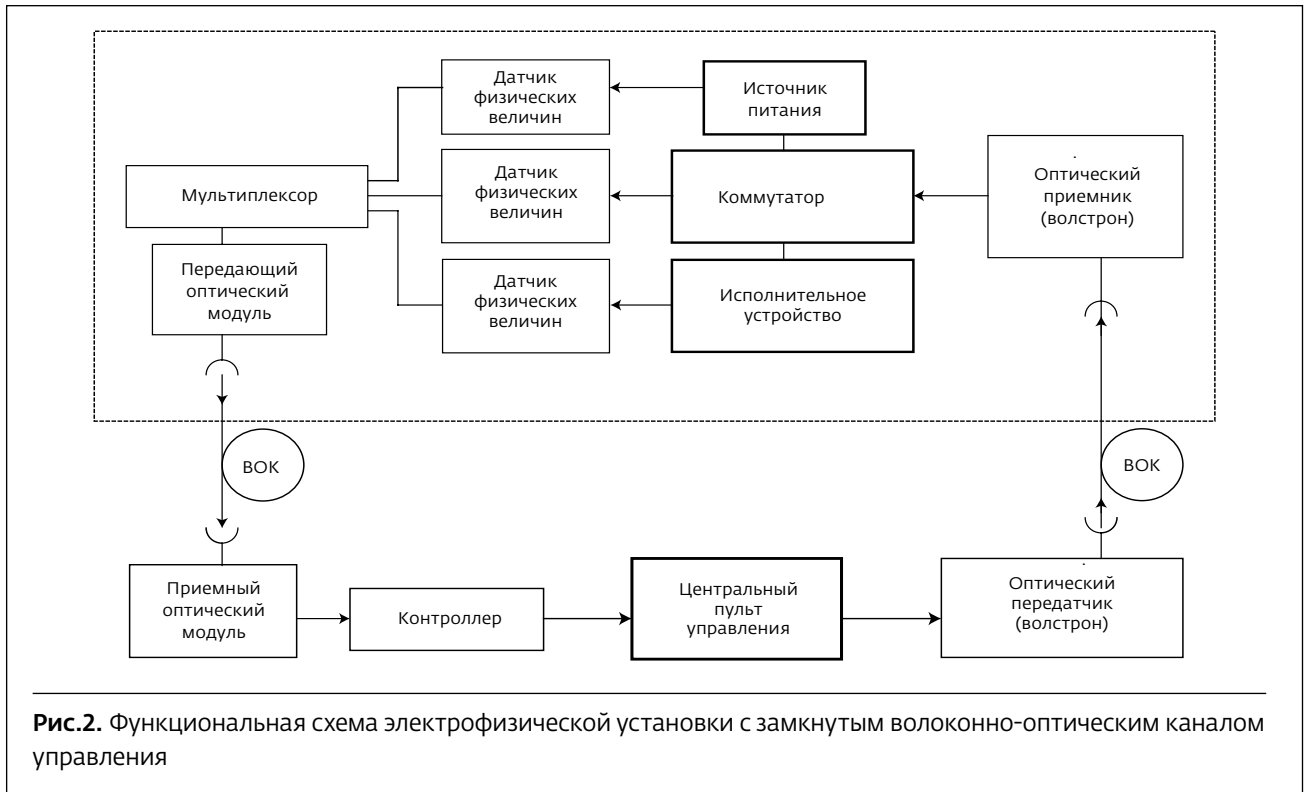 Датчик
физических
величин
Источник
питания
Мультиплексор
Датчик
физических
величин
Коммутатор
Оптический
приемник
(волстрон)
Передающий
оптический
модуль
Датчик
физических
величин
Исполнительное
устройство
ВОК
ВОК
Приемный
оптический
модуль
Контроллер
Центральный
пульт
управления
Оптический
передатчик
(волстрон)
Рис.2. Функциональная схема электрофизической установки с замкнутым волоконно-оптическим каналом
управления